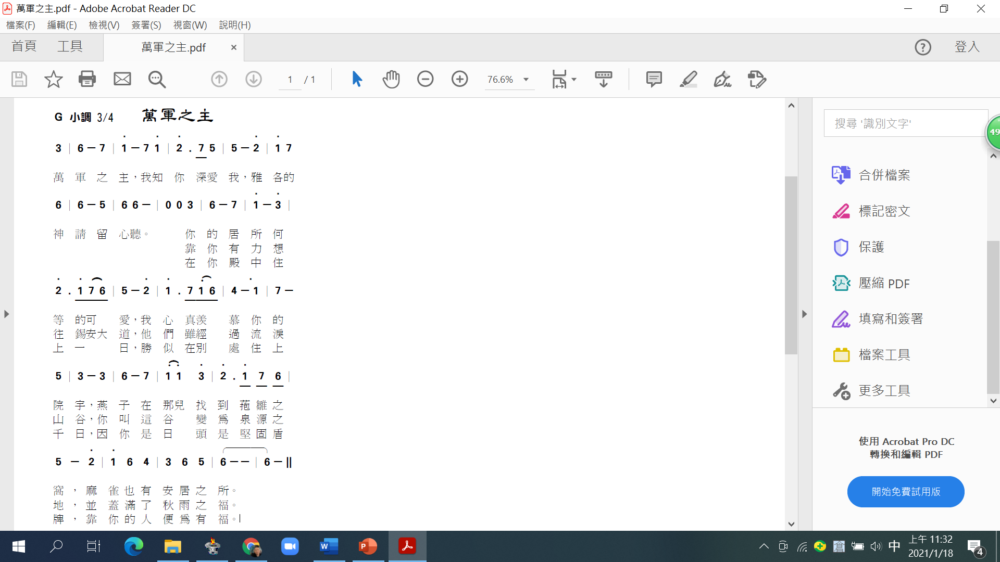 萬軍之主.pdf - Adobe Acrobat Reader DC
檔案(F) 編輯(E) 檢視(V) 簽署(S) 視窗(W) 說明(H)
首頁 工具 萬軍之主.pdf × ? 登入
1 / 1 76.6%
G 小調 3/4 萬軍之主
3 | 6 — 7 | 1̇ — 7 1̇ | 2̇ . 7 5 | 5 — 2̇ | 1̇ 7
萬 軍 之 主，我知 你 深愛 我，雅 各的
6 | 6 — 5 | 6 6 — | 0 0 3 | 6 — 7 | 1̇ — 3̇ |
神 請 留 心聽。 你 的 居 所 何
靠 你 有 力 想
在 你 殿 中 住
2̇ . 1̇ 7 6 | 5 — 2̇ | 1̇ . 7 1̇ 6 | 4 — 1̇ | 7 —
等 的可 愛，我 心 真羨 慕 你 的
往 錫安大 道，他 們 雖經 過 流 淚
上 一 日，勝 似 在別 處 住 上
5 | 3 — 3 | 6 — 7 | 1̇ 1̇ 3̇ | 2̇ . 1̇ 7 6 |
院 宇，燕 子 在 那兒 找 到 菢 雛 之
山 谷，你 叫 這 谷 變 為 泉 源 之
千 日，因 你 是 日 頭 是 堅 固 盾
5 — 2̇ | 1̇ 6 4 | 3 6 5 | 6 — — | 6 — ‖
窩 ， 麻 雀 也 有 安 居 之 所。
地 ， 並 蓋 滿 了 秋 雨 之 福。
牌 ， 靠 你 的 人 便 為 有 福。
搜尋 '識別文字'
49
合併檔案
標記密文
保護
壓縮 PDF
填寫和簽署
檔案工具
更多工具
使用 Acrobat Pro DC
轉換和編輯 PDF
開始免費試用版
W P 倉 中 上午 11:32
2021/1/18 4